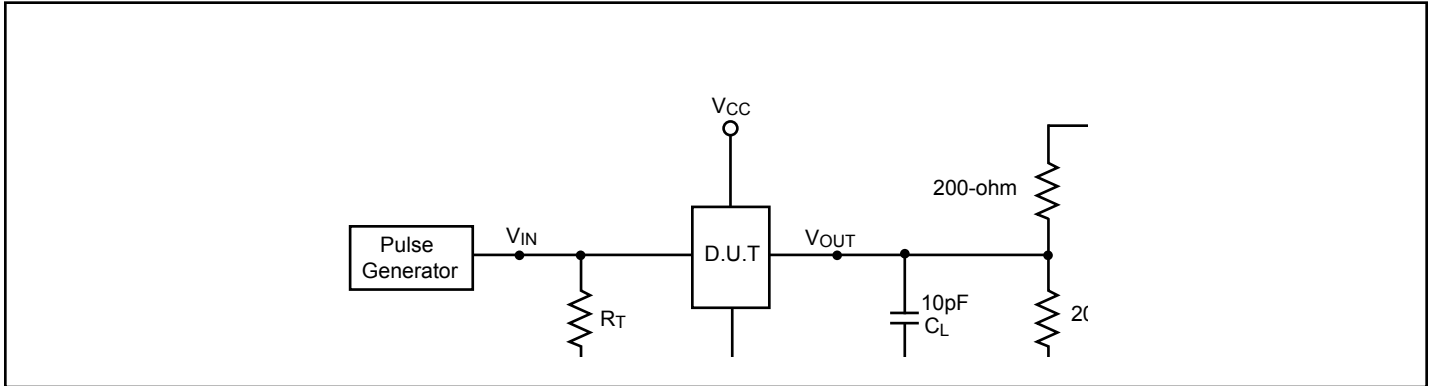 VCC
200-ohm
Pulse
Generator
VIN
D.U.T
VOUT
RT
10pF
CL